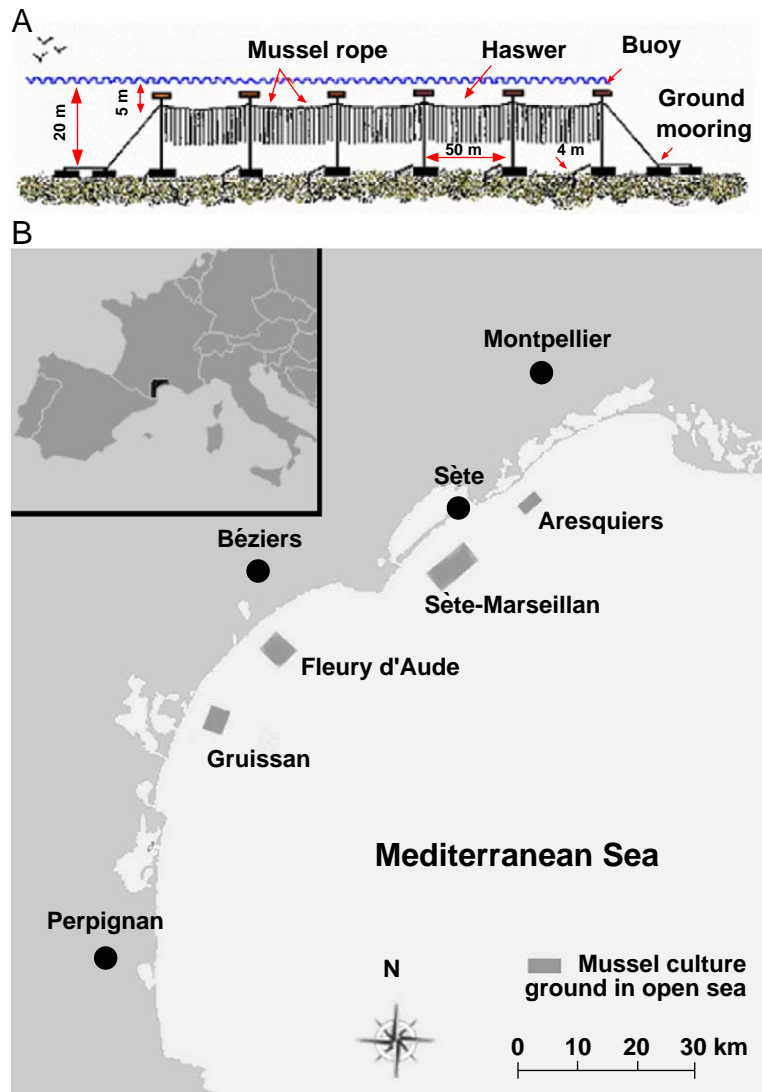 A
Mussel rope
Haswer
Buoy
20 m
5 m
50 m
4 m
Ground
mooring
B
Montpellier
Sète
Aresquiers
Béziers
Sète-Marseillan
Fleury d'Aude
Gruissan
Mediterranean Sea
Perpignan
N
Mussel culture
ground in open sea
0 10 20 30 km